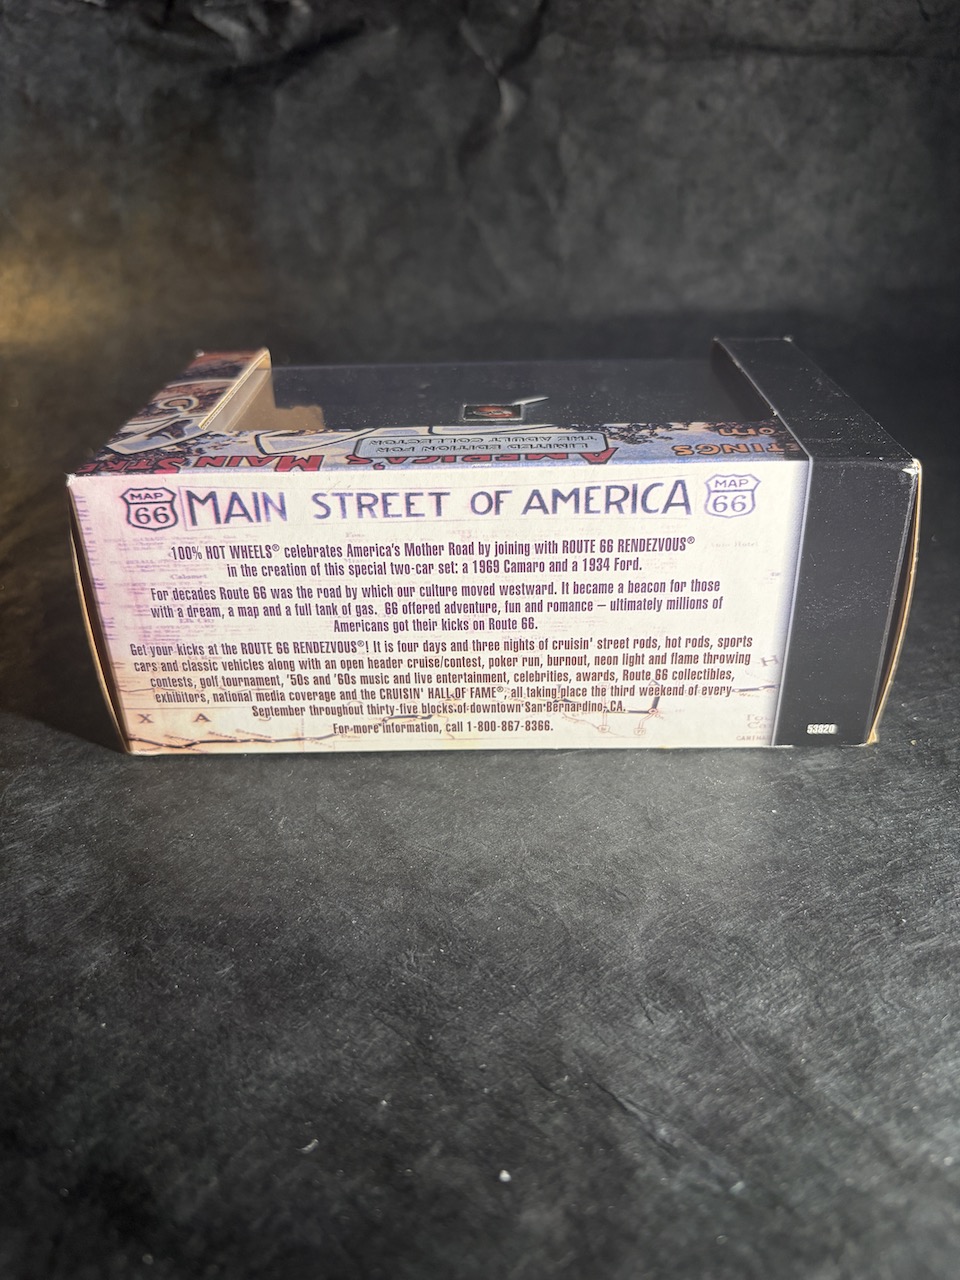 TINGS
AMERICA'S MAIN STRE
LIMITED EDITION FOR
THE ADULT COLLECTOR
MAP
66
MAIN STREET OF AMERICA
MAP
66
100% HOT WHEELS® celebrates America's Mother Road by joining with ROUTE 66 RENDEZVOUS®
in the creation of this special two-car set: a 1969 Camaro and a 1934 Ford.
For decades Route 66 was the road by which our culture moved westward. It became a beacon for those
with a dream, a map and a full tank of gas. 66 offered adventure, fun and romance – ultimately millions of
Americans got their kicks on Route 66.
Get your kicks at the ROUTE 66 RENDEZVOUS®! It is four days and three nights of cruisin' street rods, hot rods, sports
cars and classic vehicles along with an open header cruise/contest, poker run, burnout, neon light and flame throwing
contests, golf tournament, '50s and '60s music and live entertainment, celebrities, awards, Route 66 collectibles,
exhibitors, national media coverage and the CRUISIN' HALL OF FAME®, all taking place the third weekend of every
September throughout thirty-five blocks of downtown San Bernardino, CA.
For more information, call 1-800-867-8366.
X A
53820